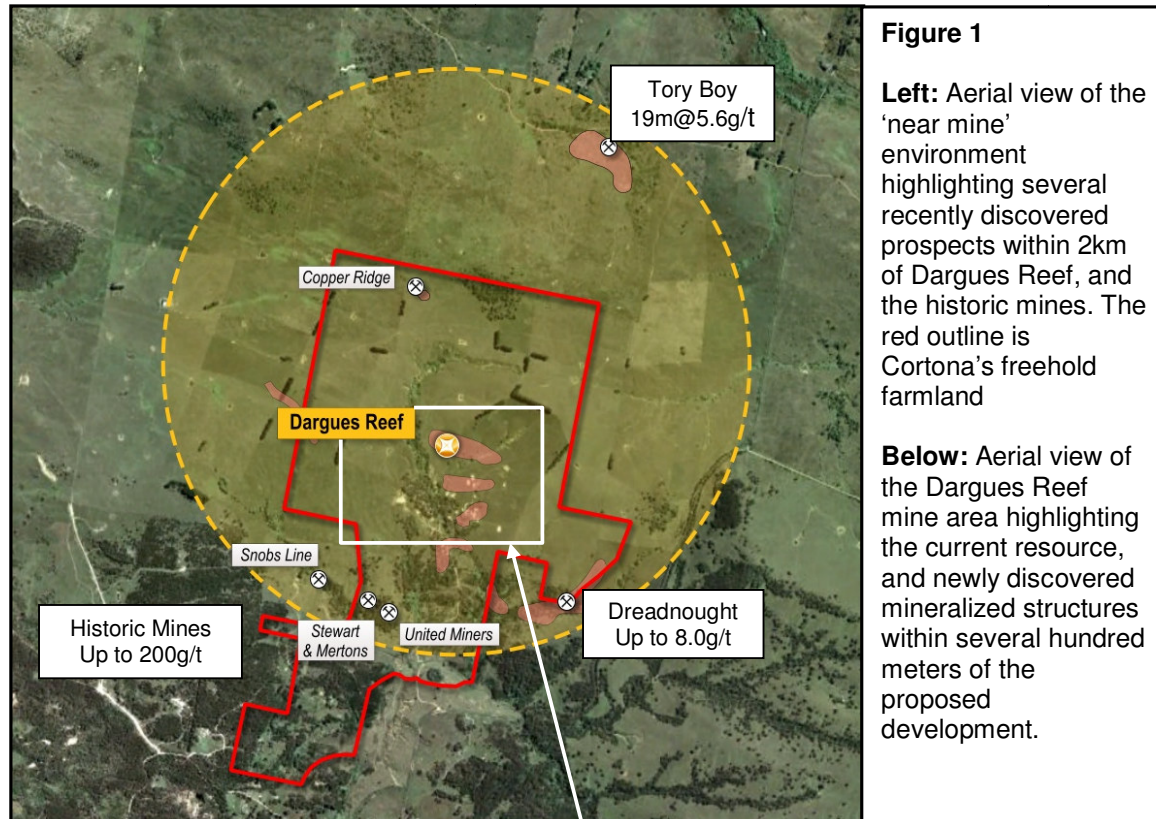 Tory Boy
19m@5.6g/t
Copper Ridge
Dargues Reef
Snobs Line
Historic Mines
Up to 200g/t
Stewart
& Mertons
United Miners
Dreadnought
Up to 8.0g/t
Figure 1
Left: Aerial view of the
‘near mine’
environment
highlighting several
recently discovered
prospects within 2km
of Dargues Reef, and
the historic mines. The
red outline is
Cortona’s freehold
farmland
Below: Aerial view of
the Dargues Reef
mine area highlighting
the current resource,
and newly discovered
mineralized structures
within several hundred
meters of the
proposed
development.